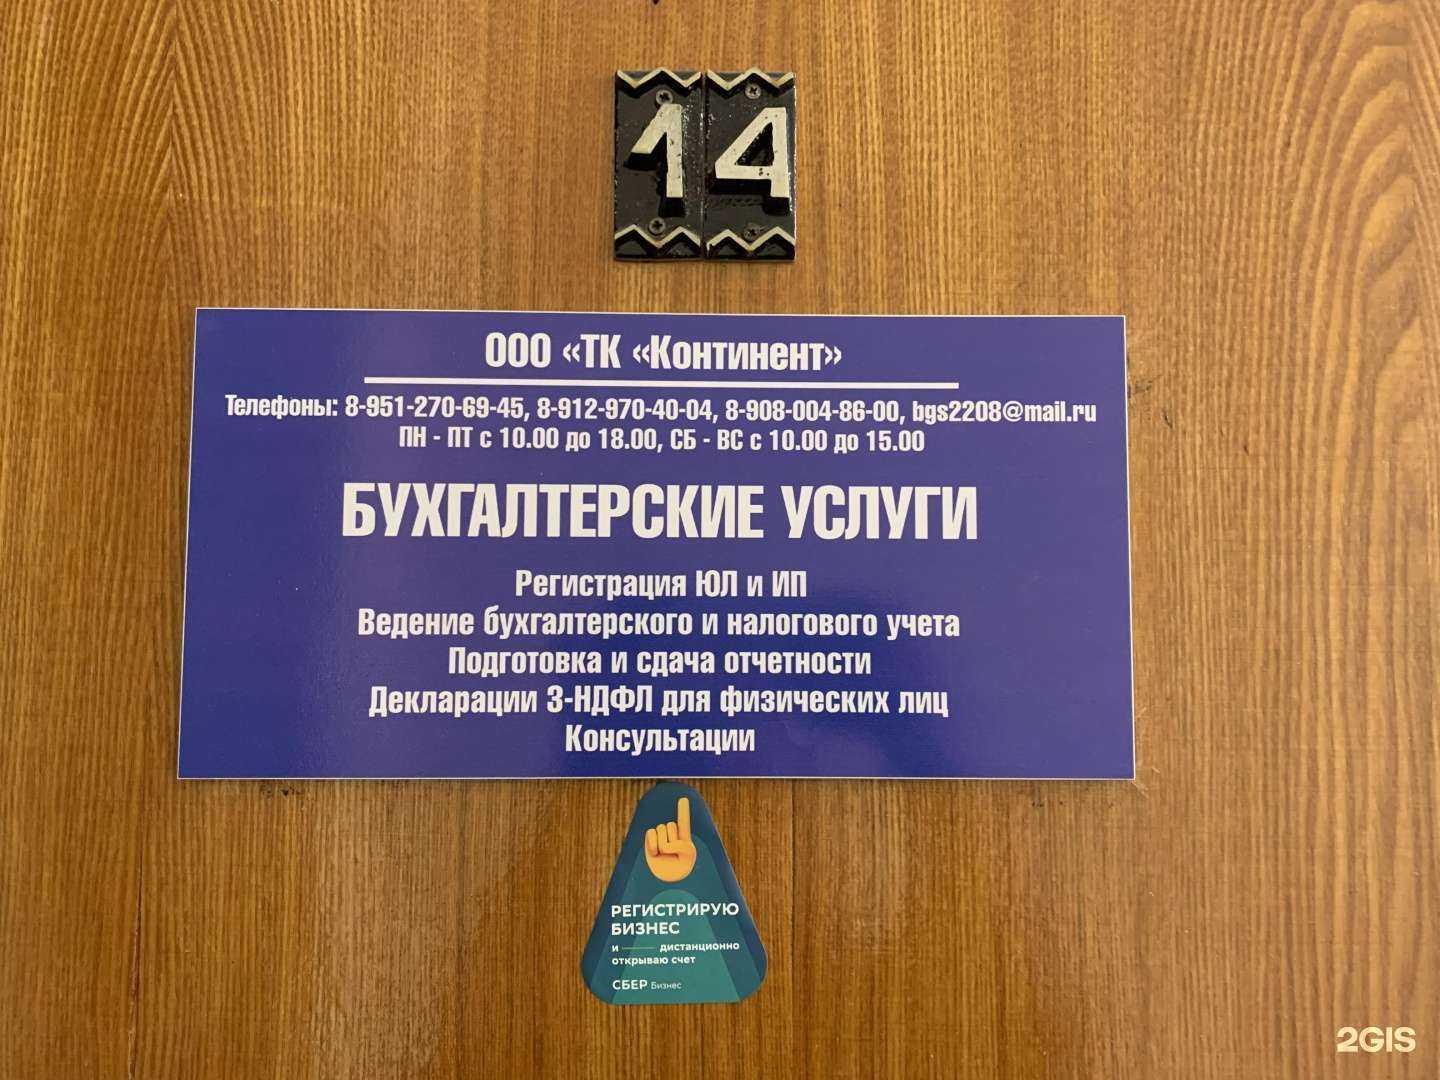 14
ООО «ТК «Континент»
Телефоны: 8-951-270-69-45, 8-912-970-40-04, 8-908-004-86-00, bgs2208@mail.ru
ПН - ПТ с 10.00 до 18.00, СБ - ВС с 10.00 до 15.00
БУХГАЛТЕРСКИЕ УСЛУГИ
Регистрация ЮЛ и ИП
Ведение бухгалтерского и налогового учета
Подготовка и сдача отчетности
Декларации 3-НДФЛ для физических лиц
Консультации
РЕГИСТРИРУЮ
БИЗНЕС
и дистанционно
открываю счет
СБЕР Бизнес
2GIS